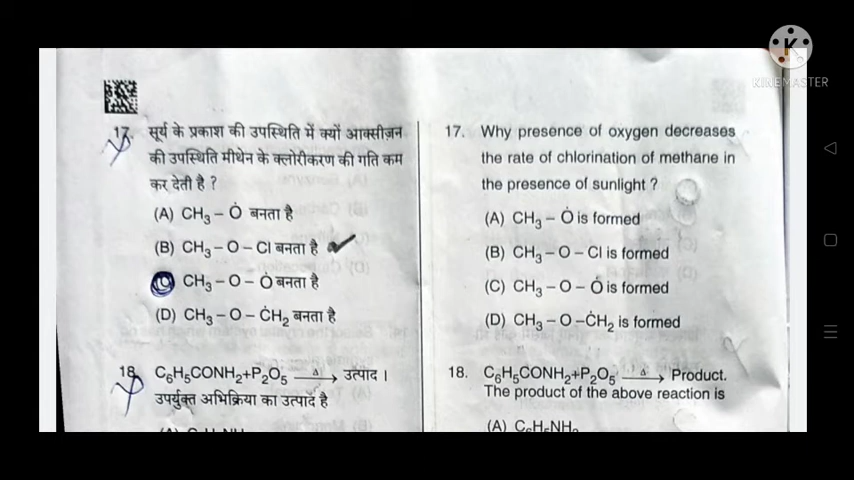 KINEMASTER
17. सूर्य के प्रकाश की उपस्थिति में क्यों आक्सीज़न
की उपस्थिति मीथेन के क्लोरीकरण की गति कम
कर देती है ?
(A) CH₃ – Ȯ बनता है
(B) CH₃ – O – Cl बनता है
(C) CH₃ – O – Ȯ बनता है
(D) CH₃ – O – ĊH₂ बनता है
18. C₆H₅CONH₂+P₂O₅ —Δ→ उत्पाद ।
उपर्युक्त अभिक्रिया का उत्पाद है
17. Why presence of oxygen decreases
the rate of chlorination of methane in
the presence of sunlight ?
(A) CH₃ – Ȯ is formed
(B) CH₃ – O – Cl is formed
(C) CH₃ – O – Ȯ is formed
(D) CH₃ – O – ĊH₂ is formed
18. C₆H₅CONH₂+P₂O₅ —Δ→ Product.
The product of the above reaction is
(A) C₆H₅NH₂